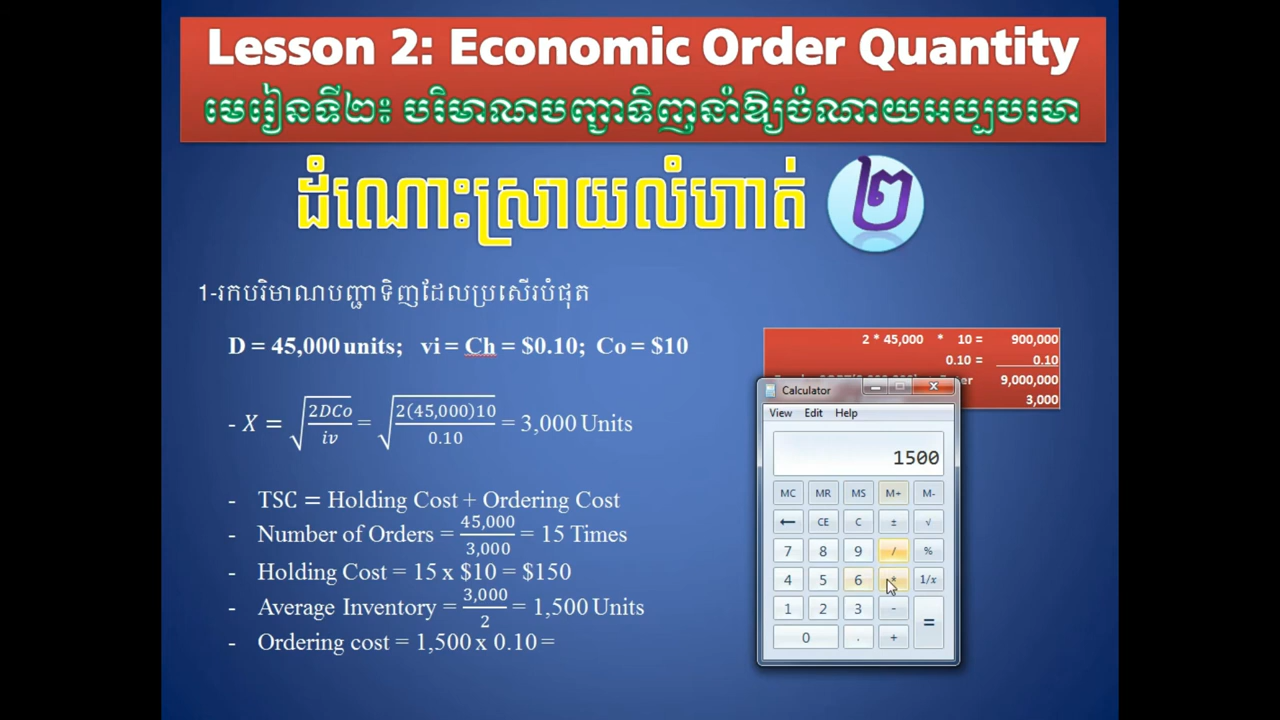 Lesson 2: Economic Order Quantity
មេរៀនទី២៖ បរិមាណបញ្ជាទិញនាំឱ្យចំណាយអប្បបរមា
ដំណោះស្រាយលំហាត់ ២
1-រកបរិមាណបញ្ជាទិញដែលប្រសើរបំផុត
D = 45,000 units; vi = Ch = $0.10; Co = $10
2 * 45,000 * 10 = 900,000
0.10 = 0.10
9,000,000
3,000
- X = √(2DCo/iv) = √(2(45,000)10/0.10) = 3,000 Units
- TSC = Holding Cost + Ordering Cost
- Number of Orders = 45,000/3,000 = 15 Times
- Holding Cost = 15 x $10 = $150
- Average Inventory = 3,000/2 = 1,500 Units
- Ordering cost = 1,500 x 0.10 =
Calculator
View Edit Help
1500
MC MR MS M+ M-
← CE C ± √
7 8 9 / %
4 5 6 * 1/x
1 2 3 - =
0 . +